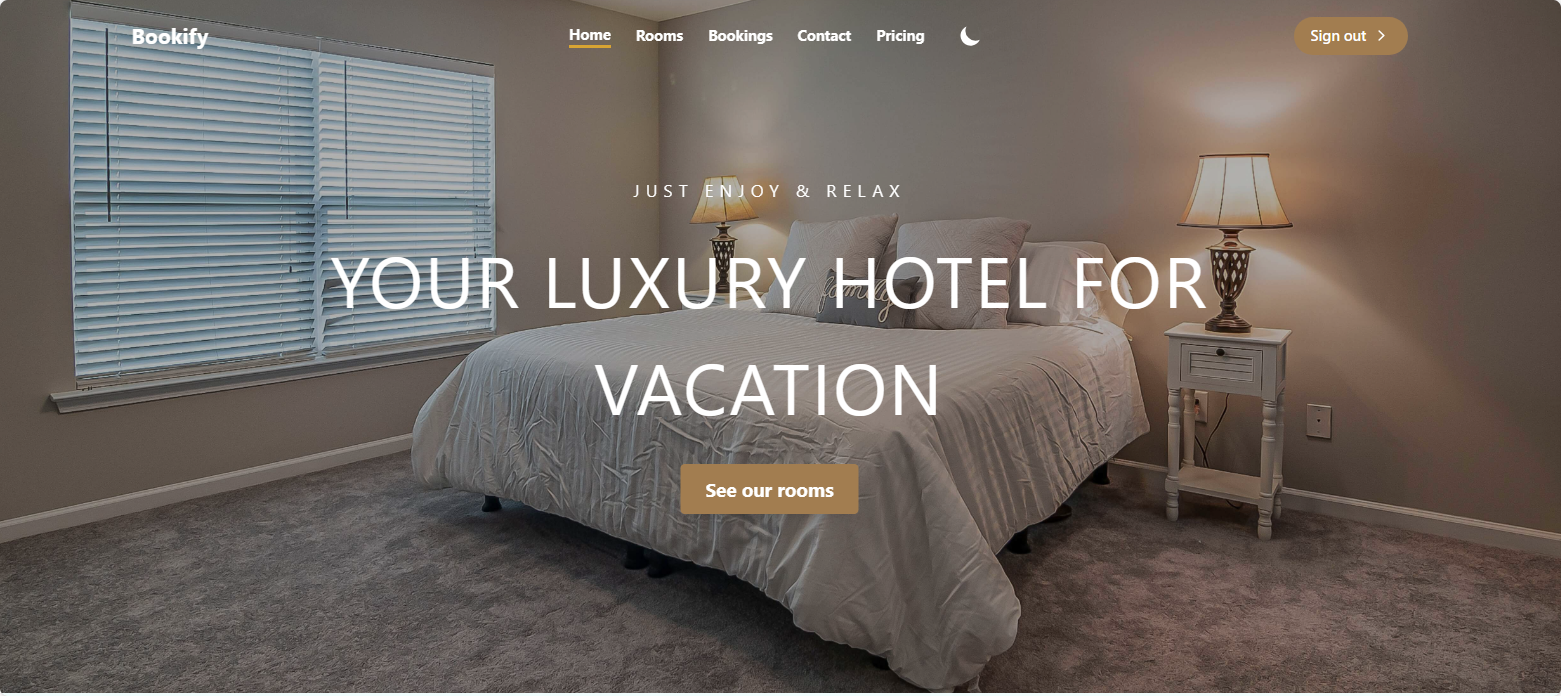 Bookify
Home Rooms Bookings Contact Pricing
Sign out
JUST ENJOY & RELAX
YOUR LUXURY HOTEL FOR
family
VACATION
See our rooms